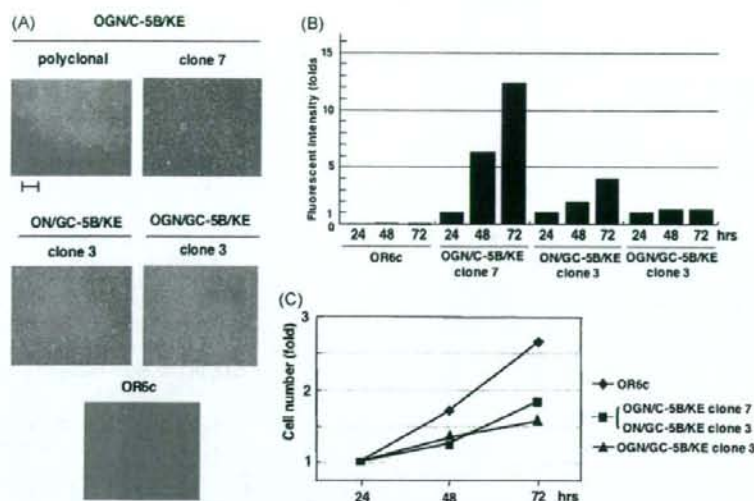 (A)
OGN/C-5B/KE
polyclonal clone 7
ON/GC-5B/KE OGN/GC-5B/KE
clone 3 clone 3
OR6c
(B)
Fluorescent Intensity (folds
15
10
5
1
0
24 48 72 24 48 72 24 48 72 24 48 72 hrs
OR6c OGN/C-5B/KE ON/GC-5B/KE OGN/GC-5B/KE
clone 7 clone 3 clone 3
(C)
Cell number (fold)
3
2
1
24 48 72 hrs
OR6c
OGN/C-5B/KE clone 7
ON/GC-5B/KE clone 3
OGN/GC-5B/KE clone 3